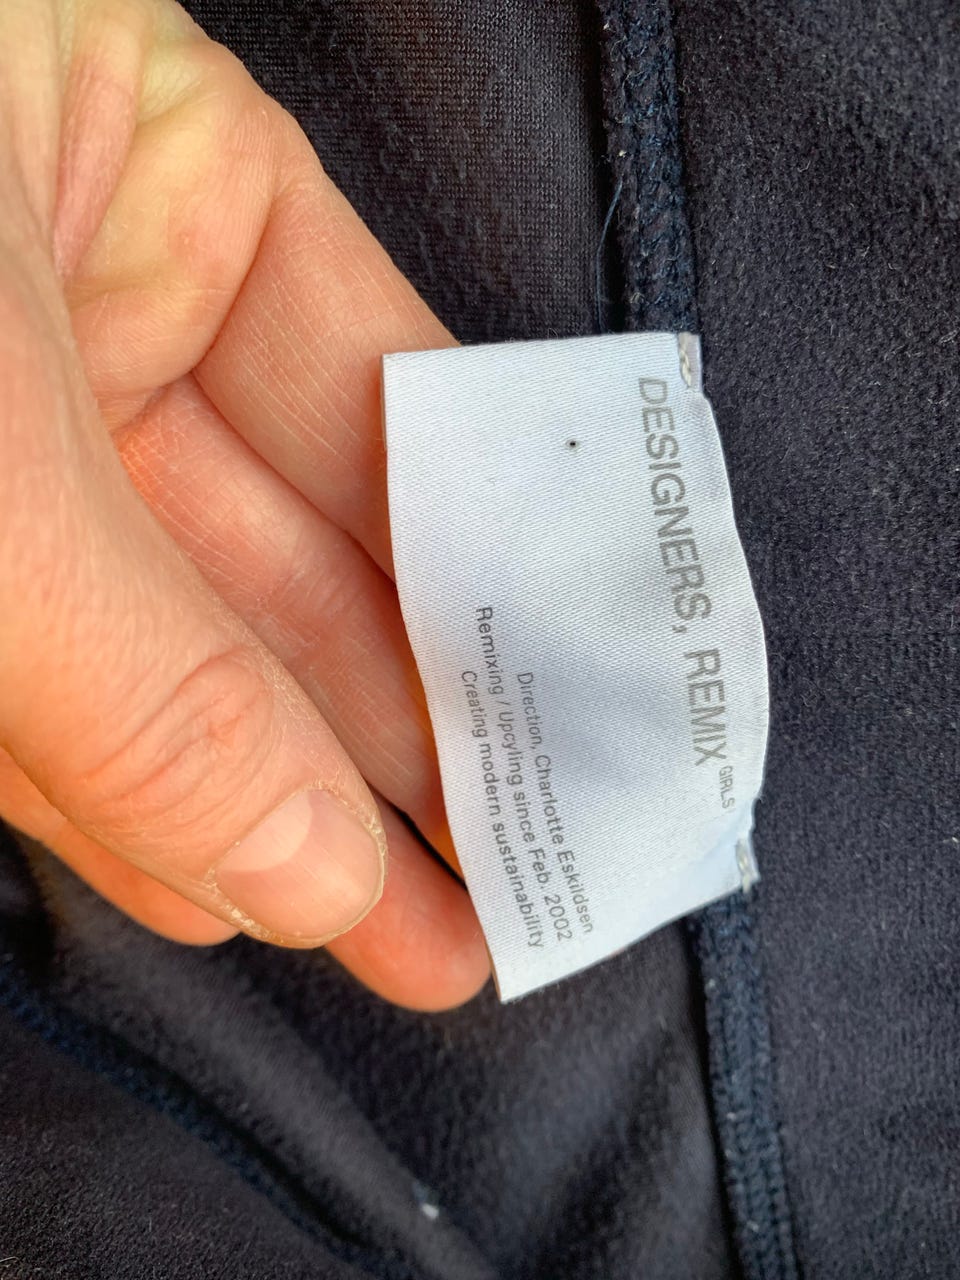 DESIGNERS, REMIX GIRLS
Direction, Charlotte Eskildsen
Remixing / Upcyling since Feb. 2002
Creating modern sustainability